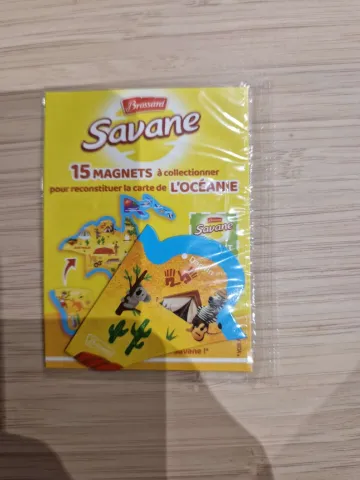 Brossard
Savane
15 MAGNETS à collectionner
pour reconstituer la carte de L'OCÉANIE
Savane